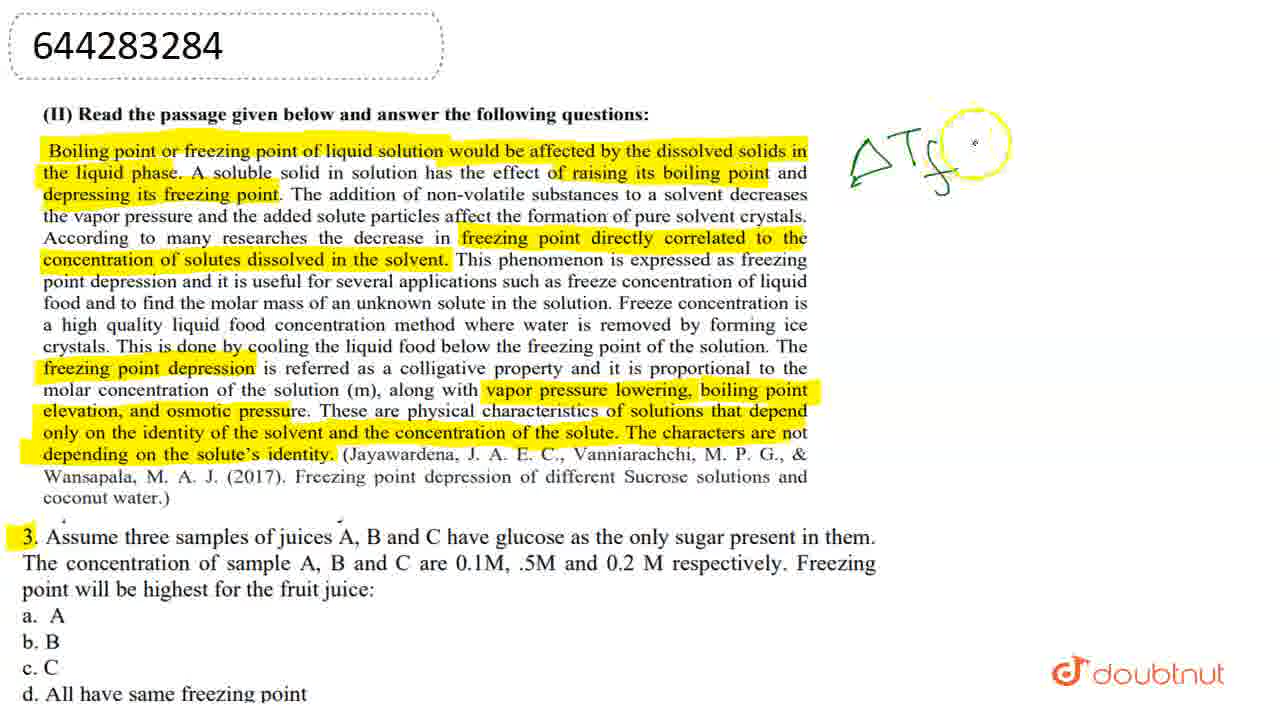 644283284
(II) Read the passage given below and answer the following questions:
Boiling point or freezing point of liquid solution would be affected by the dissolved solids in
the liquid phase. A soluble solid in solution has the effect of raising its boiling point and
depressing its freezing point. The addition of non-volatile substances to a solvent decreases
the vapor pressure and the added solute particles affect the formation of pure solvent crystals.
According to many researches the decrease in freezing point directly correlated to the
concentration of solutes dissolved in the solvent. This phenomenon is expressed as freezing
point depression and it is useful for several applications such as freeze concentration of liquid
food and to find the molar mass of an unknown solute in the solution. Freeze concentration is
a high quality liquid food concentration method where water is removed by forming ice
crystals. This is done by cooling the liquid food below the freezing point of the solution. The
freezing point depression is referred as a colligative property and it is proportional to the
molar concentration of the solution (m), along with vapor pressure lowering, boiling point
elevation, and osmotic pressure. These are physical characteristics of solutions that depend
only on the identity of the solvent and the concentration of the solute. The characters are not
depending on the solute's identity. (Jayawardena, J. A. E. C., Vanniarachchi, M. P. G., &
Wansapala, M. A. J. (2017). Freezing point depression of different Sucrose solutions and
coconut water.)
3. Assume three samples of juices A, B and C have glucose as the only sugar present in them.
The concentration of sample A, B and C are 0.1M, .5M and 0.2 M respectively. Freezing
point will be highest for the fruit juice:
a. A
b. B
c. C
d. All have same freezing point
ΔTf
doubtnut